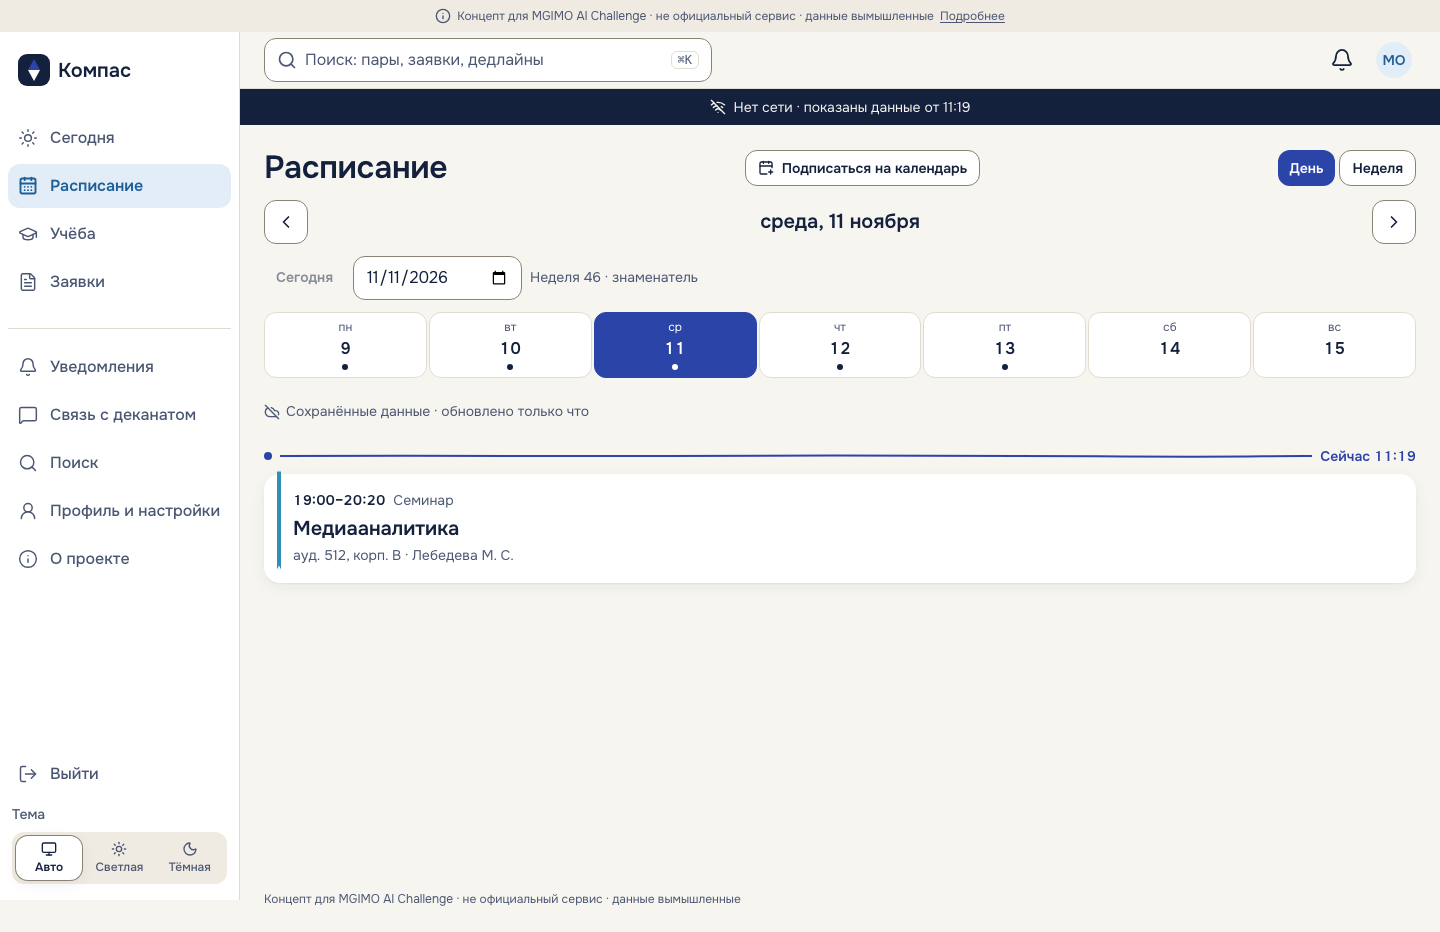 Концепт для MGIMO AI Challenge · не официальный сервис · данные вымышленные Подробнее
Компас
Поиск: пары, заявки, дедлайны
⌘K
МО
Нет сети · показаны данные от 11:19
Сегодня
Расписание
Учёба
Заявки
Уведомления
Связь с деканатом
Поиск
Профиль и настройки
О проекте
Выйти
Тема
Авто
Светлая
Тёмная
Расписание
Подписаться на календарь
День
Неделя
среда, 11 ноября
Сегодня
11/11/2026
Неделя 46 · знаменатель
пн
9
вт
10
ср
11
чт
12
пт
13
сб
14
вс
15
Сохранённые данные · обновлено только что
Сейчас 11:19
19:00–20:20 Семинар
Медиааналитика
ауд. 512, корп. В · Лебедева М. С.
Концепт для MGIMO AI Challenge · не официальный сервис · данные вымышленные